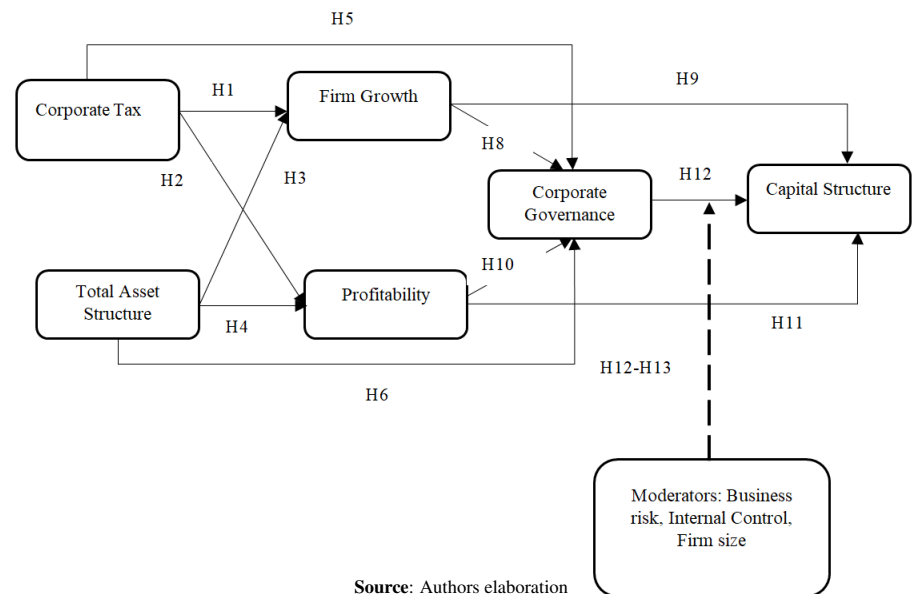 H5
H9
H1
Corporate Tax
Firm Growth
H8
H12
H2
H3
Corporate
Governance
Capital Structure
H10
Total Asset
Structure
Profitability
H4
H11
H12-H13
H6
Moderators: Business
risk, Internal Control,
Firm size
Source: Authors elaboration